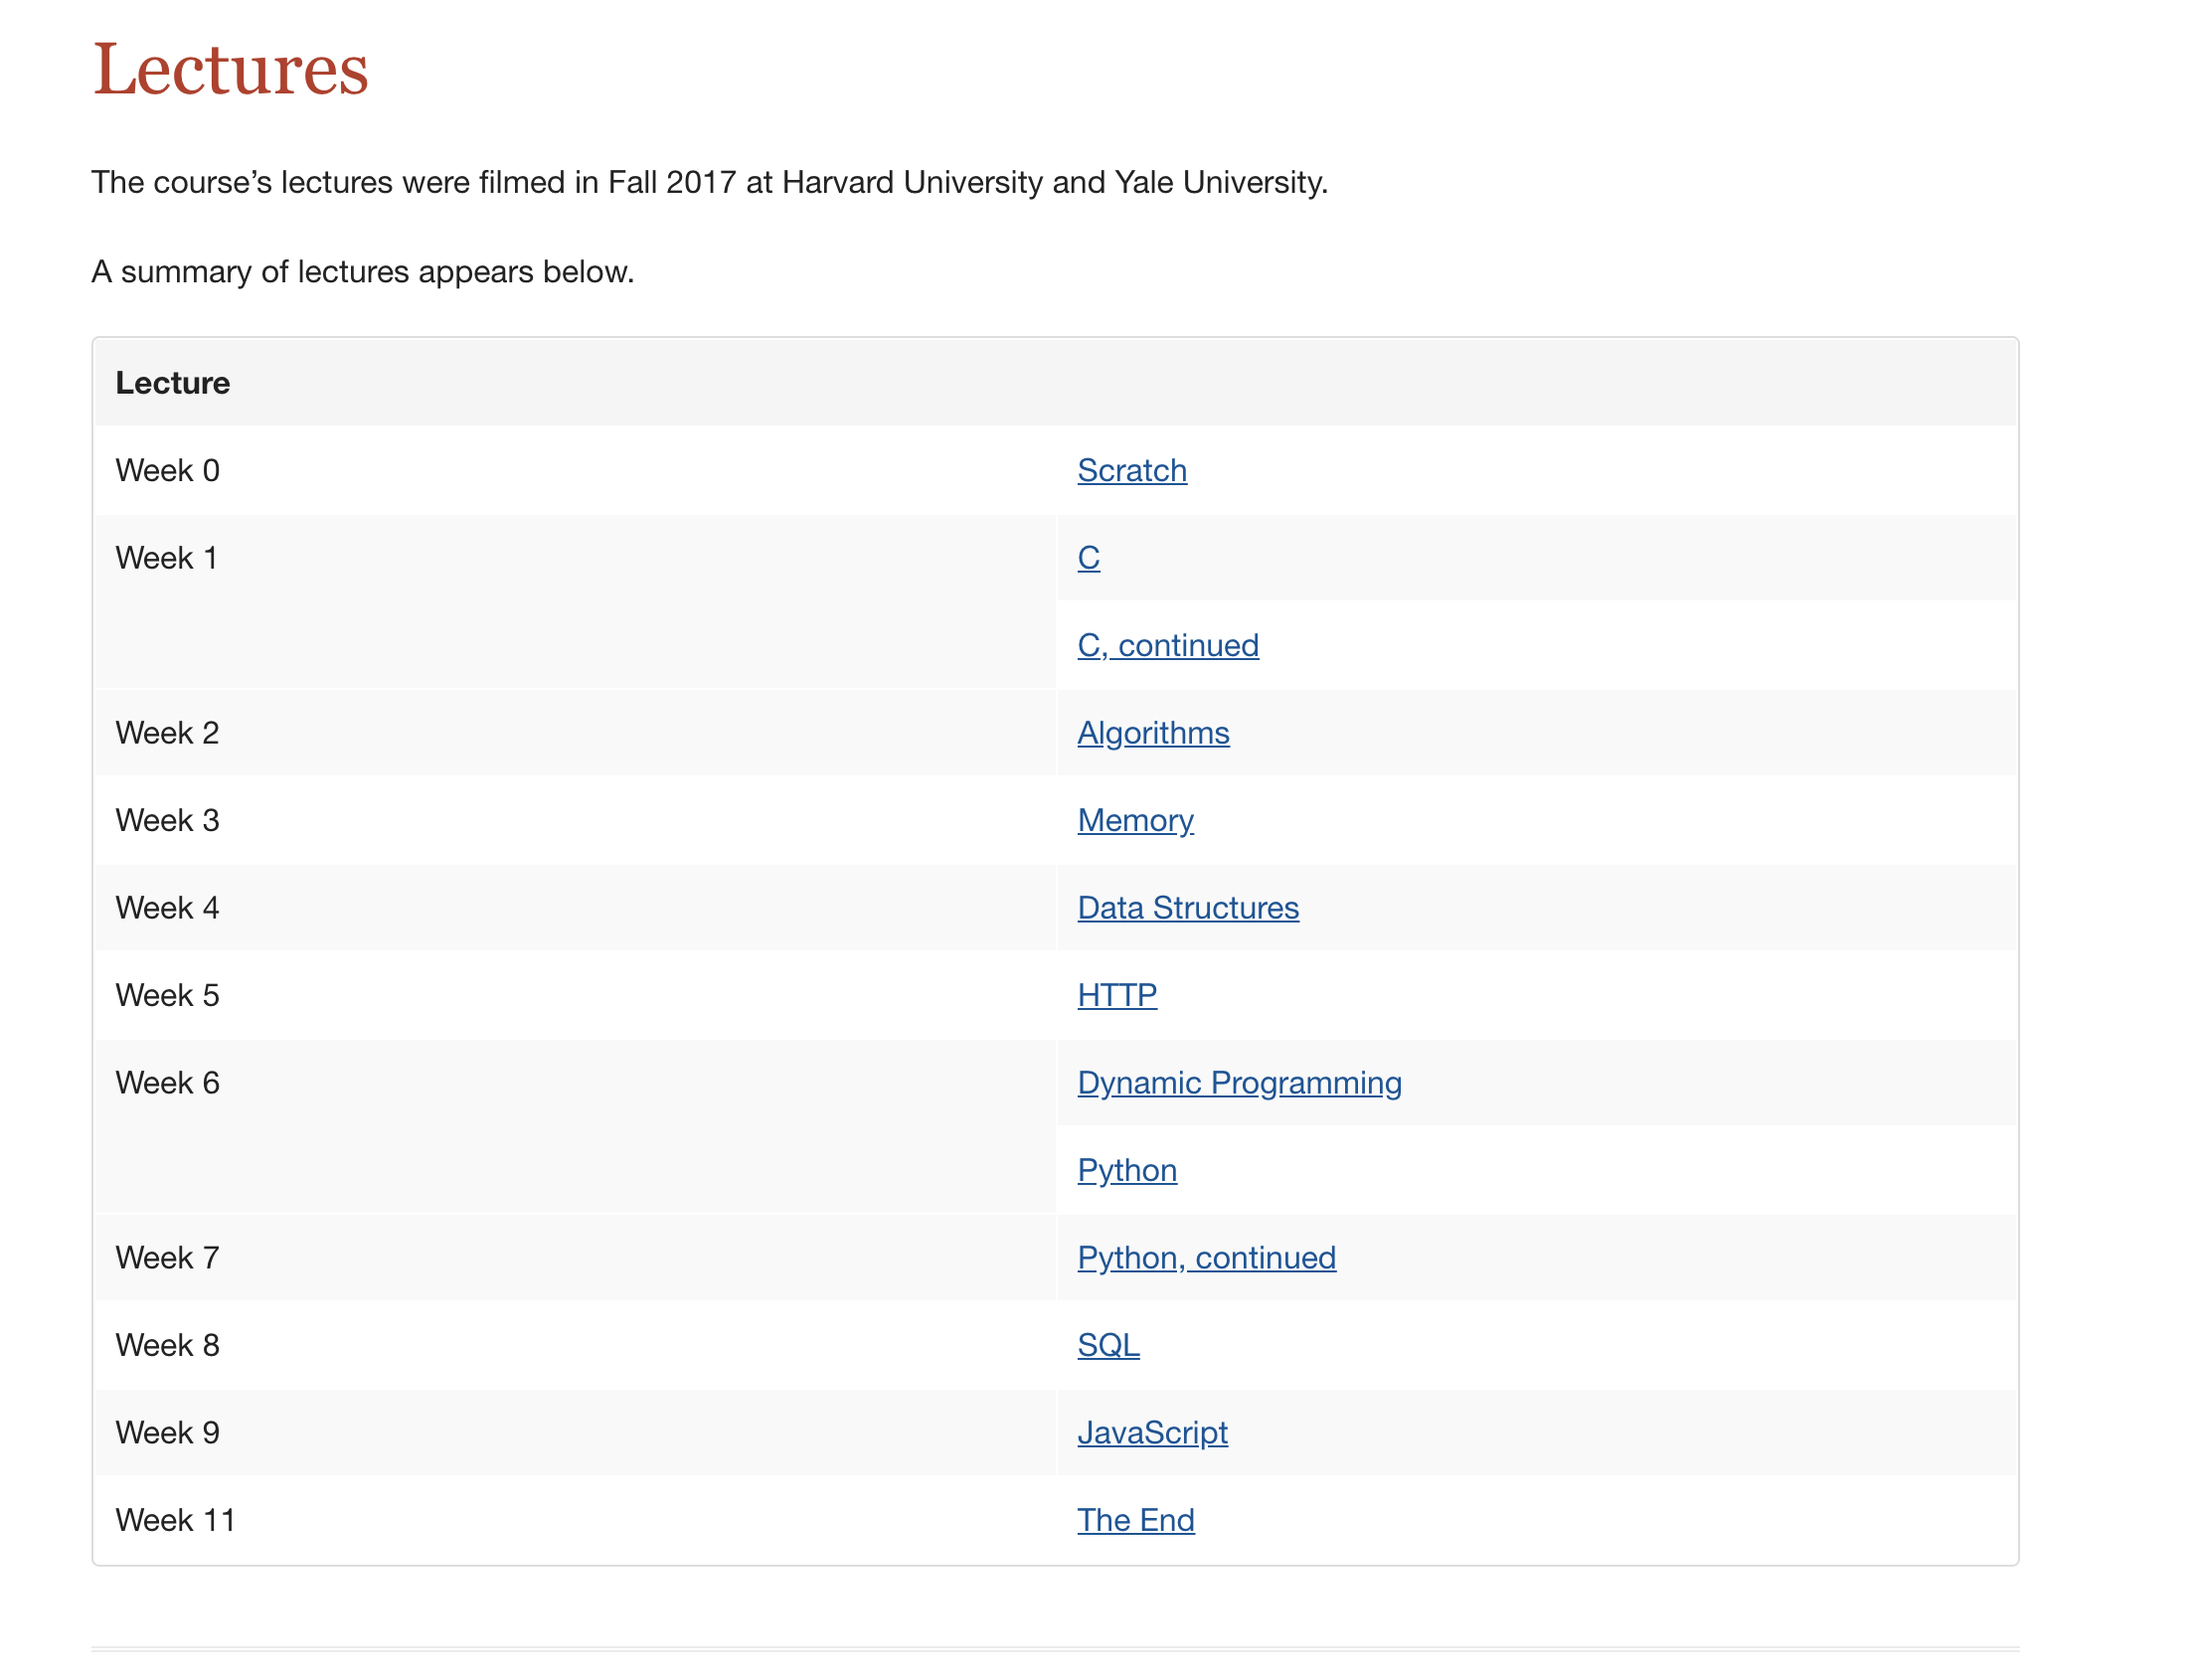 Lectures
The course’s lectures were filmed in Fall 2017 at Harvard University and Yale University.
A summary of lectures appears below.
Lecture
Week 0 Scratch
Week 1 C
C, continued
Week 2 Algorithms
Week 3 Memory
Week 4 Data Structures
Week 5 HTTP
Week 6 Dynamic Programming
Python
Week 7 Python, continued
Week 8 SQL
Week 9 JavaScript
Week 11 The End